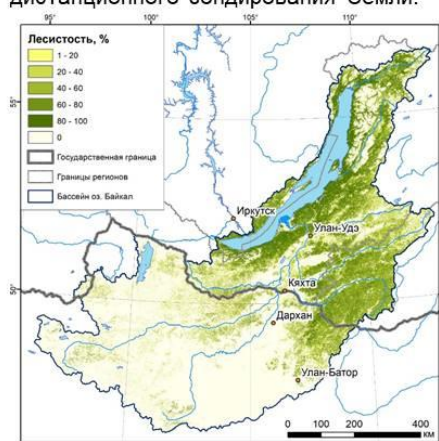 дистанционного зондирования Земли.
95°
100°
105°
110°
Лесистость, %
1 - 20
20 - 40
40 - 60
60 - 80
80 - 100
0
Государственная граница
Границы регионов
Бассейн оз. Байкал
55°
50°
Иркутск
Улан-Удэ
Кяхта
Дархан
Улан-Батор
0 100 200 400
км